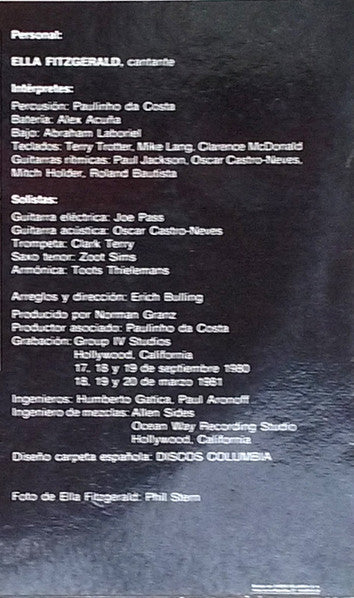 Personal:
ELLA FITZGERALD, cantante
Intérpretes:
Percusión: Paulinho da Costa
Batería: Alex Acuña
Bajo: Abraham Laboriel
Teclados: Terry Trotter, Mike Lang, Clarence McDonald
Guitarras rítmicas: Paul Jackson, Oscar Castro-Neves,
Mitch Holder, Roland Bautista
Solistas:
Guitarra eléctrica: Joe Pass
Guitarra acústica: Oscar Castro-Neves
Trompeta: Clark Terry
Saxo tenor: Zoot Sims
Armónica: Toots Thielemans
Arreglos y dirección: Erich Bulling
Producido por Norman Granz
Productor asociado: Paulinho da Costa
Grabación: Group IV Studios
Hollywood, California
17, 18 y 19 de septiembre 1980
18, 19 y 20 de marzo 1981
Ingenieros: Humberto Gatica, Paul Aronoff
Ingeniero de mezclas: Allen Sides
Ocean Way Recording Studio
Hollywood, California
Diseño carpeta española: DISCOS COLUMBIA
Foto de Ella Fitzgerald: Phil Stern